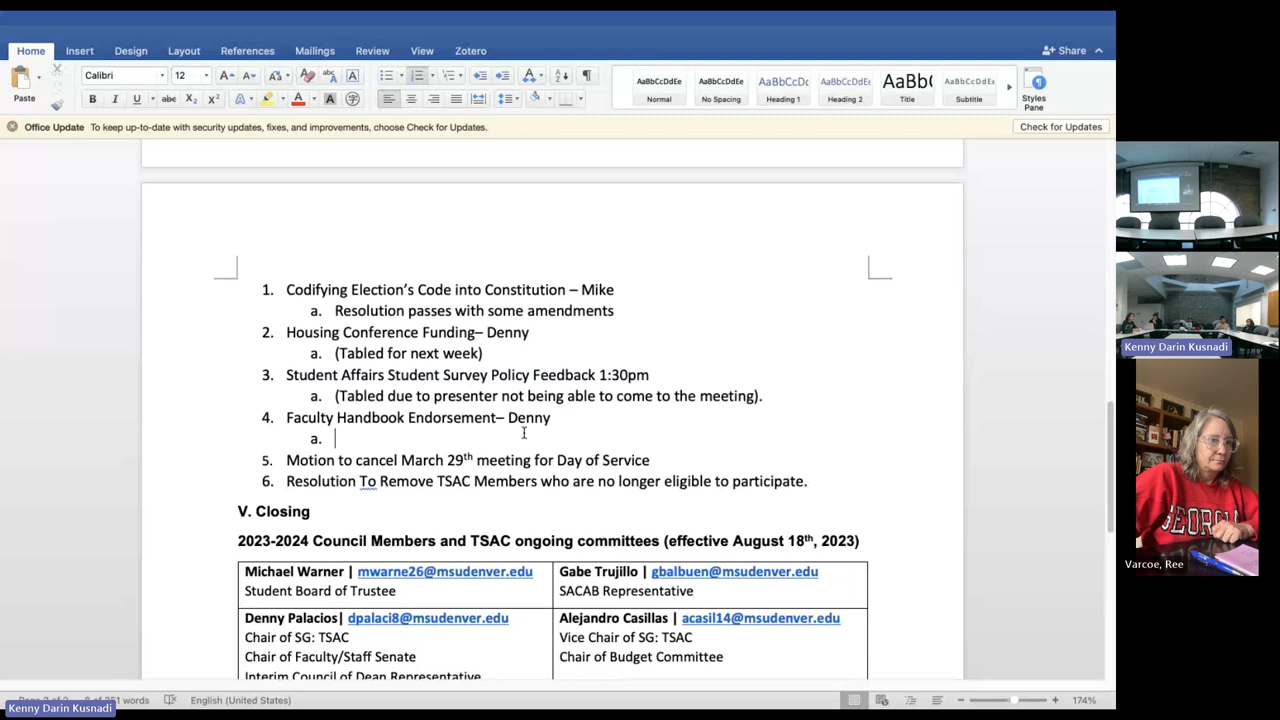 Home Insert Design Layout References Mailings Review View Zotero Share
Paste
Calibri 12
AaBbCcDdEe AaBbCcDdEe AaBbCcDc AaBbCcDdEe AaBb( AaBbCcDdEe
Normal No Spacing Heading 1 Heading 2 Title Subtitle
Styles Pane
Office Update To keep up-to-date with security updates, fixes, and improvements, choose Check for Updates. Check for Updates
1. Codifying Election's Code into Constitution – Mike
a. Resolution passes with some amendments
2. Housing Conference Funding– Denny
a. (Tabled for next week)
3. Student Affairs Student Survey Policy Feedback 1:30pm
a. (Tabled due to presenter not being able to come to the meeting).
4. Faculty Handbook Endorsement– Denny
a.
5. Motion to cancel March 29th meeting for Day of Service
6. Resolution To Remove TSAC Members who are no longer eligible to participate.
V. Closing
2023-2024 Council Members and TSAC ongoing committees (effective August 18th, 2023)
Michael Warner | mwarne26@msudenver.edu
Student Board of Trustee
Gabe Trujillo | gbalbuen@msudenver.edu
SACAB Representative
Denny Palacios| dpalaci8@msudenver.edu
Chair of SG: TSAC
Chair of Faculty/Staff Senate
Interim Council of Dean Representative
Alejandro Casillas | acasil14@msudenver.edu
Vice Chair of SG: TSAC
Chair of Budget Committee
words English (United States) 174%
Kenny Darin Kusnadi
Kenny Darin Kusnadi
GEORGIA
Varcoe, Ree